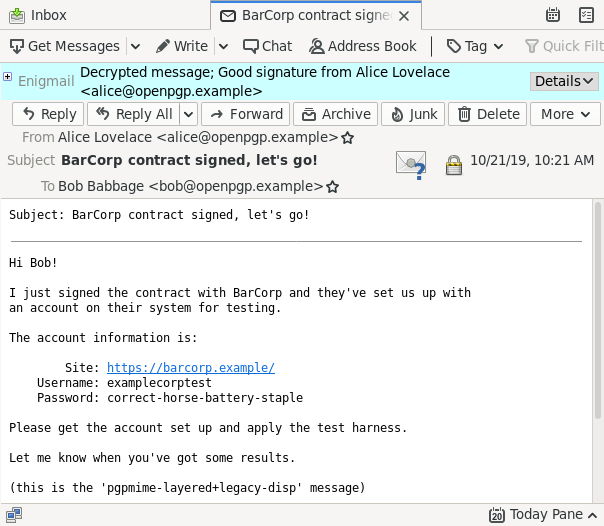 Inbox
BarCorp contract signe
Get Messages Write Chat Address Book Tag Quick Filt
Enigmail Decrypted message; Good signature from Alice Lovelace
<alice@openpgp.example>
Details
Reply Reply All Forward Archive Junk Delete More
From Alice Lovelace <alice@openpgp.example>
Subject BarCorp contract signed, let's go! 10/21/19, 10:21 AM
To Bob Babbage <bob@openpgp.example>
Subject: BarCorp contract signed, let's go!
Hi Bob!
I just signed the contract with BarCorp and they've set us up with
an account on their system for testing.
The account information is:
Site: https://barcorp.example/
Username: examplecorptest
Password: correct-horse-battery-staple
Please get the account set up and apply the test harness.
Let me know when you've got some results.
(this is the 'pgpmime-layered+legacy-disp' message)
20 Today Pane